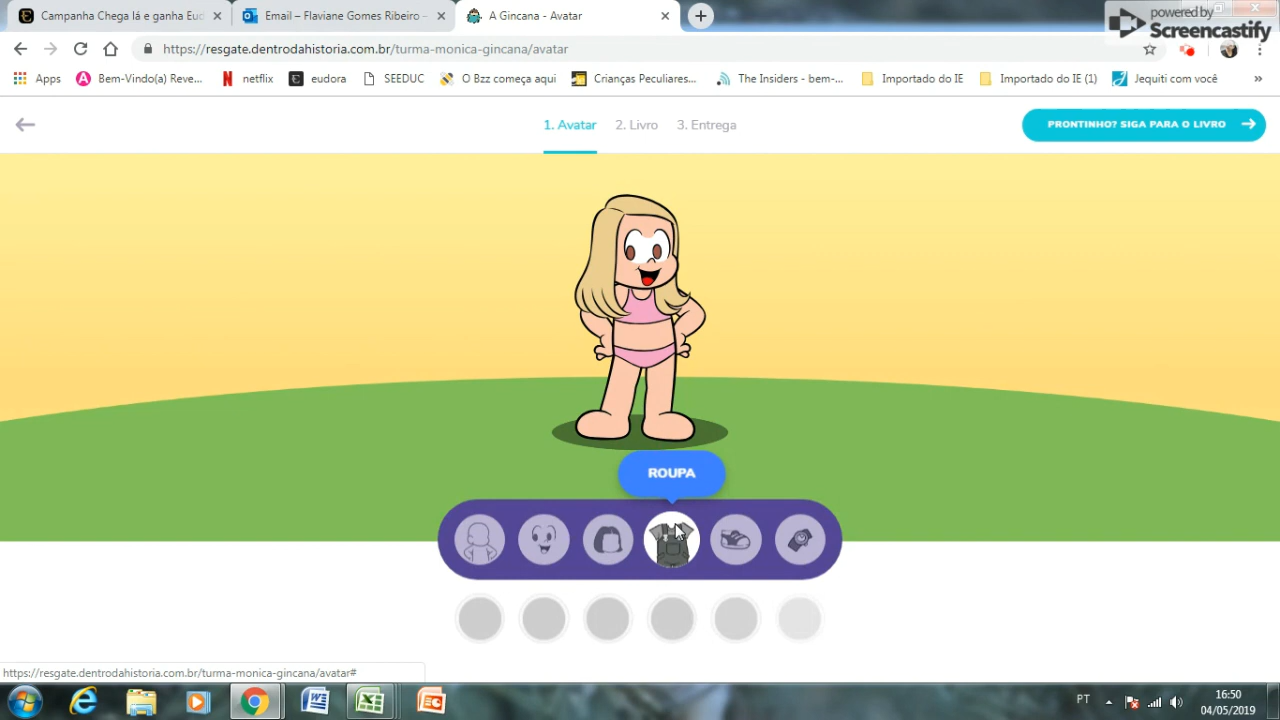 Campanha Chega lá e ganha Eud
Email – Flaviane Gomes Ribeiro –
A Gincana - Avatar
powered by
Screencastify
https://resgate.dentrodahistoria.com.br/turma-monica-gincana/avatar
Apps
Bem-Vindo(a) Reve...
netflix
eudora
SEEDUC
O Bzz começa aqui
Crianças Peculiares...
The Insiders - bem-...
Importado do IE
Importado do IE (1)
Jequiti com você
»
1. Avatar
2. Livro
3. Entrega
PRONTINHO? SIGA PARA O LIVRO
ROUPA
https://resgate.dentrodahistoria.com.br/turma-monica-gincana/avatar#
PT
16:50
04/05/2019